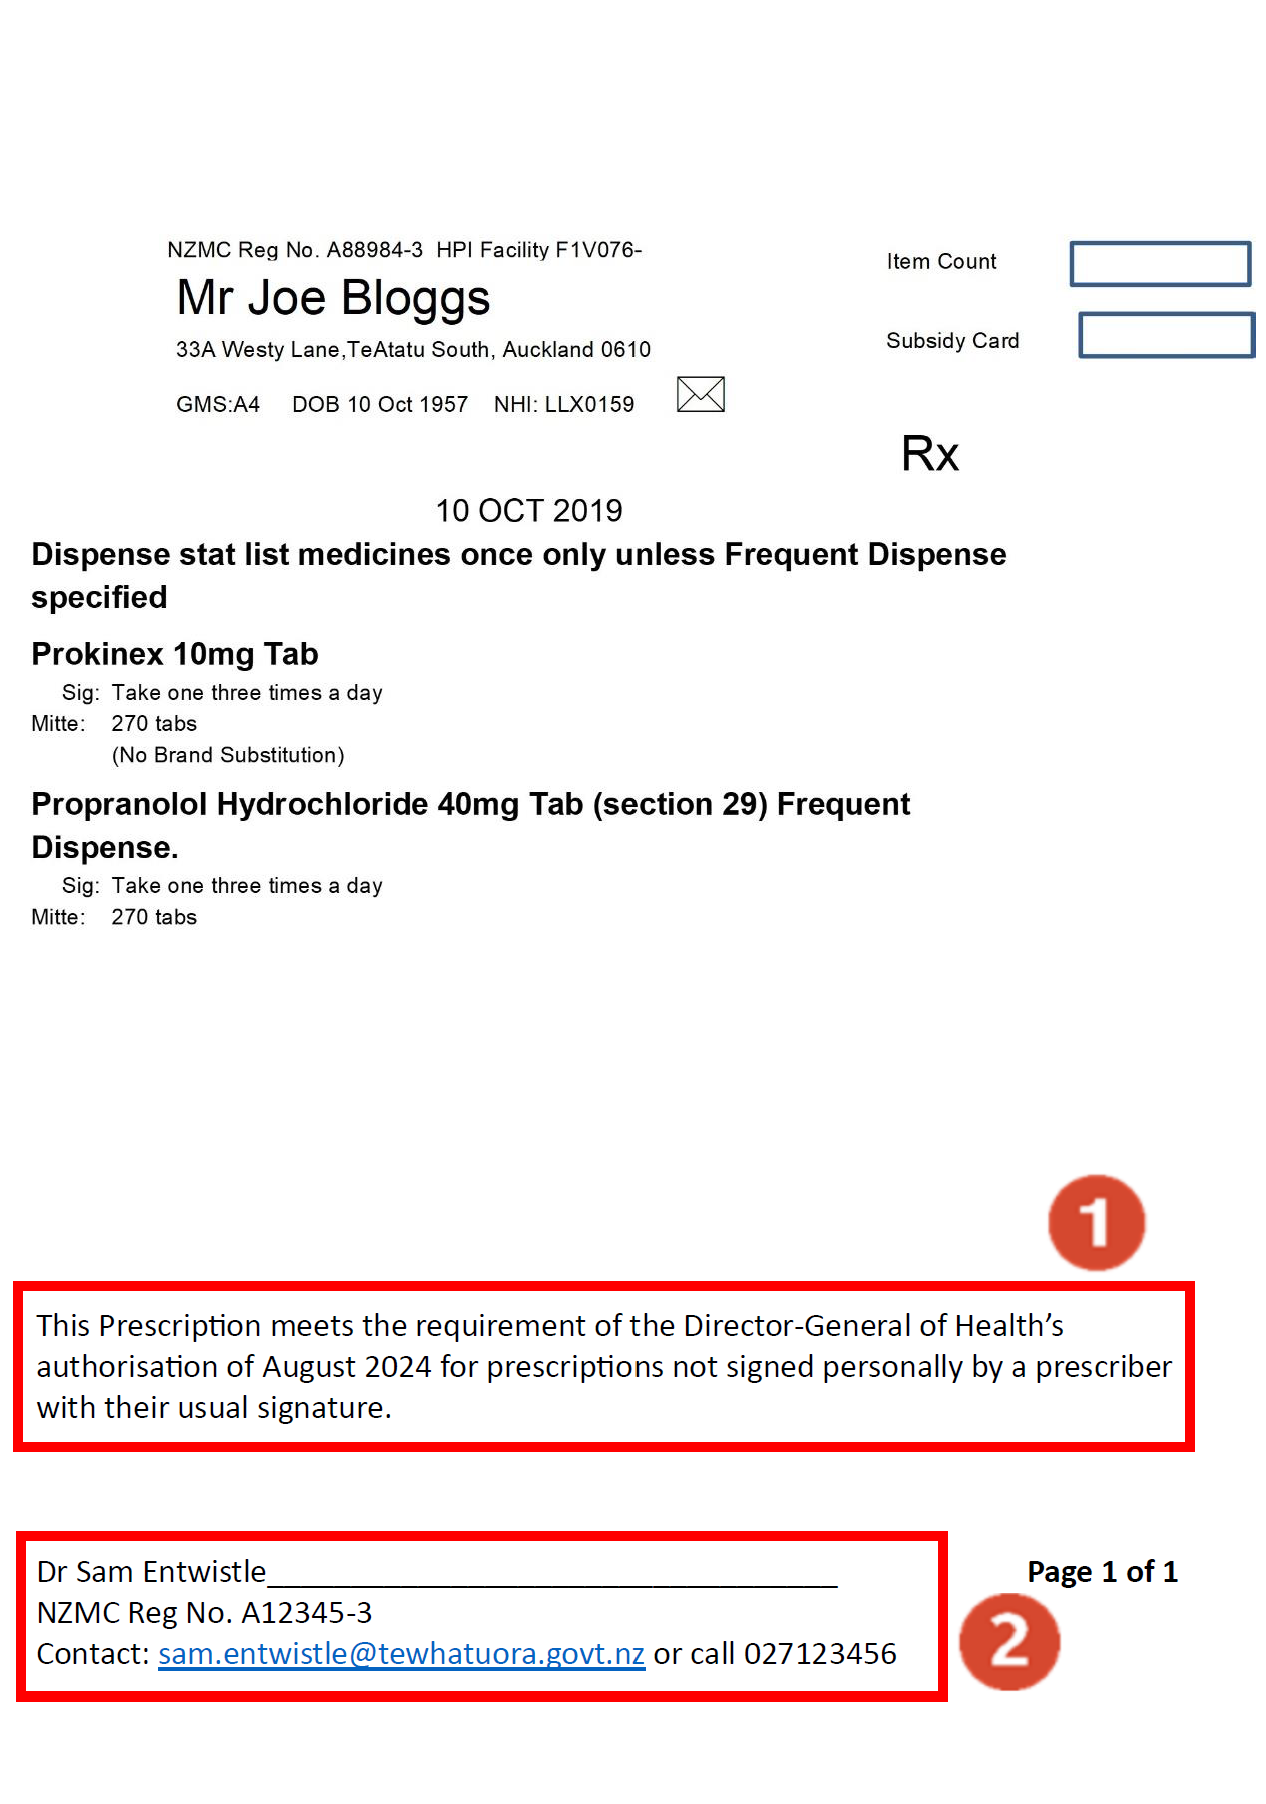 NZMC Reg No. A88984-3 HPI Facility F1V076-
Item Count
Mr Joe Bloggs
33A Westy Lane,TeAtatu South, Auckland 0610
Subsidy Card
GMS:A4 DOB 10 Oct 1957 NHI: LLX0159
Rx
10 OCT 2019
Dispense stat list medicines once only unless Frequent Dispense
specified
Prokinex 10mg Tab
Sig: Take one three times a day
Mitte: 270 tabs
(No Brand Substitution)
Propranolol Hydrochloride 40mg Tab (section 29) Frequent
Dispense.
Sig: Take one three times a day
Mitte: 270 tabs
1
This Prescription meets the requirement of the Director-General of Health’s
authorisation of August 2024 for prescriptions not signed personally by a prescriber
with their usual signature.
Dr Sam Entwistle___________________________________
Page 1 of 1
NZMC Reg No. A12345-3
Contact: sam.entwistle@tewhatuora.govt.nz or call 027123456
2